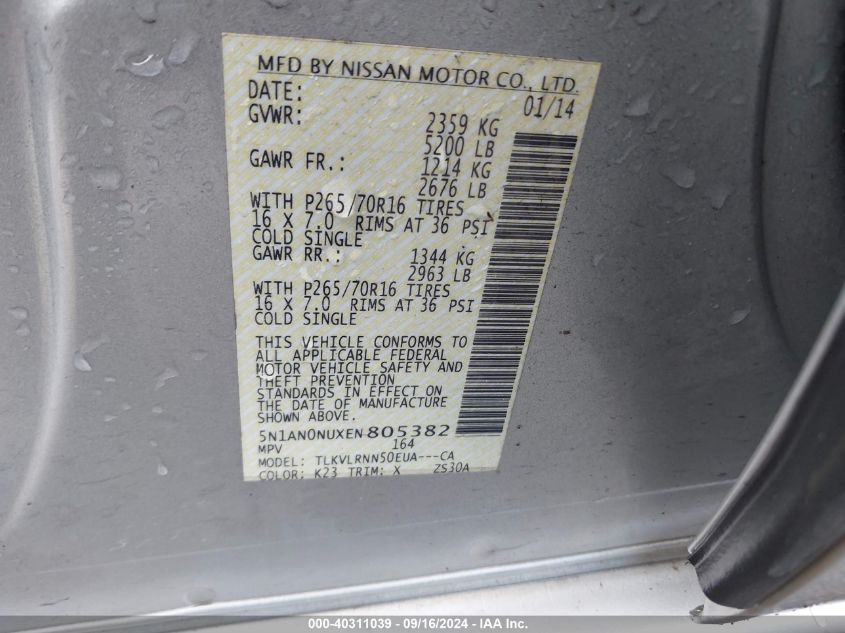 MFD BY NISSAN MOTOR CO., LTD.
DATE: 01/14
GVWR: 2359 KG
5200 LB
GAWR FR.: 1214 KG
2676 LB
WITH P265/70R16 TIRES
16 X 7.0 RIMS AT 36 PSI
COLD SINGLE
GAWR RR.: 1344 KG
2963 LB
WITH P265/70R16 TIRES
16 X 7.0 RIMS AT 36 PSI
COLD SINGLE
THIS VEHICLE CONFORMS TO
ALL APPLICABLE FEDERAL
MOTOR VEHICLE SAFETY AND
THEFT PREVENTION
STANDARDS IN EFFECT ON
THE DATE OF MANUFACTURE
SHOWN ABOVE.
5N1AN0NUXEN805382
MPV 164
MODEL: TLKVLRNN50EUA---CA
COLOR: K23 TRIM: X ZS30A
000-40311039 - 09/16/2024 - IAA Inc.